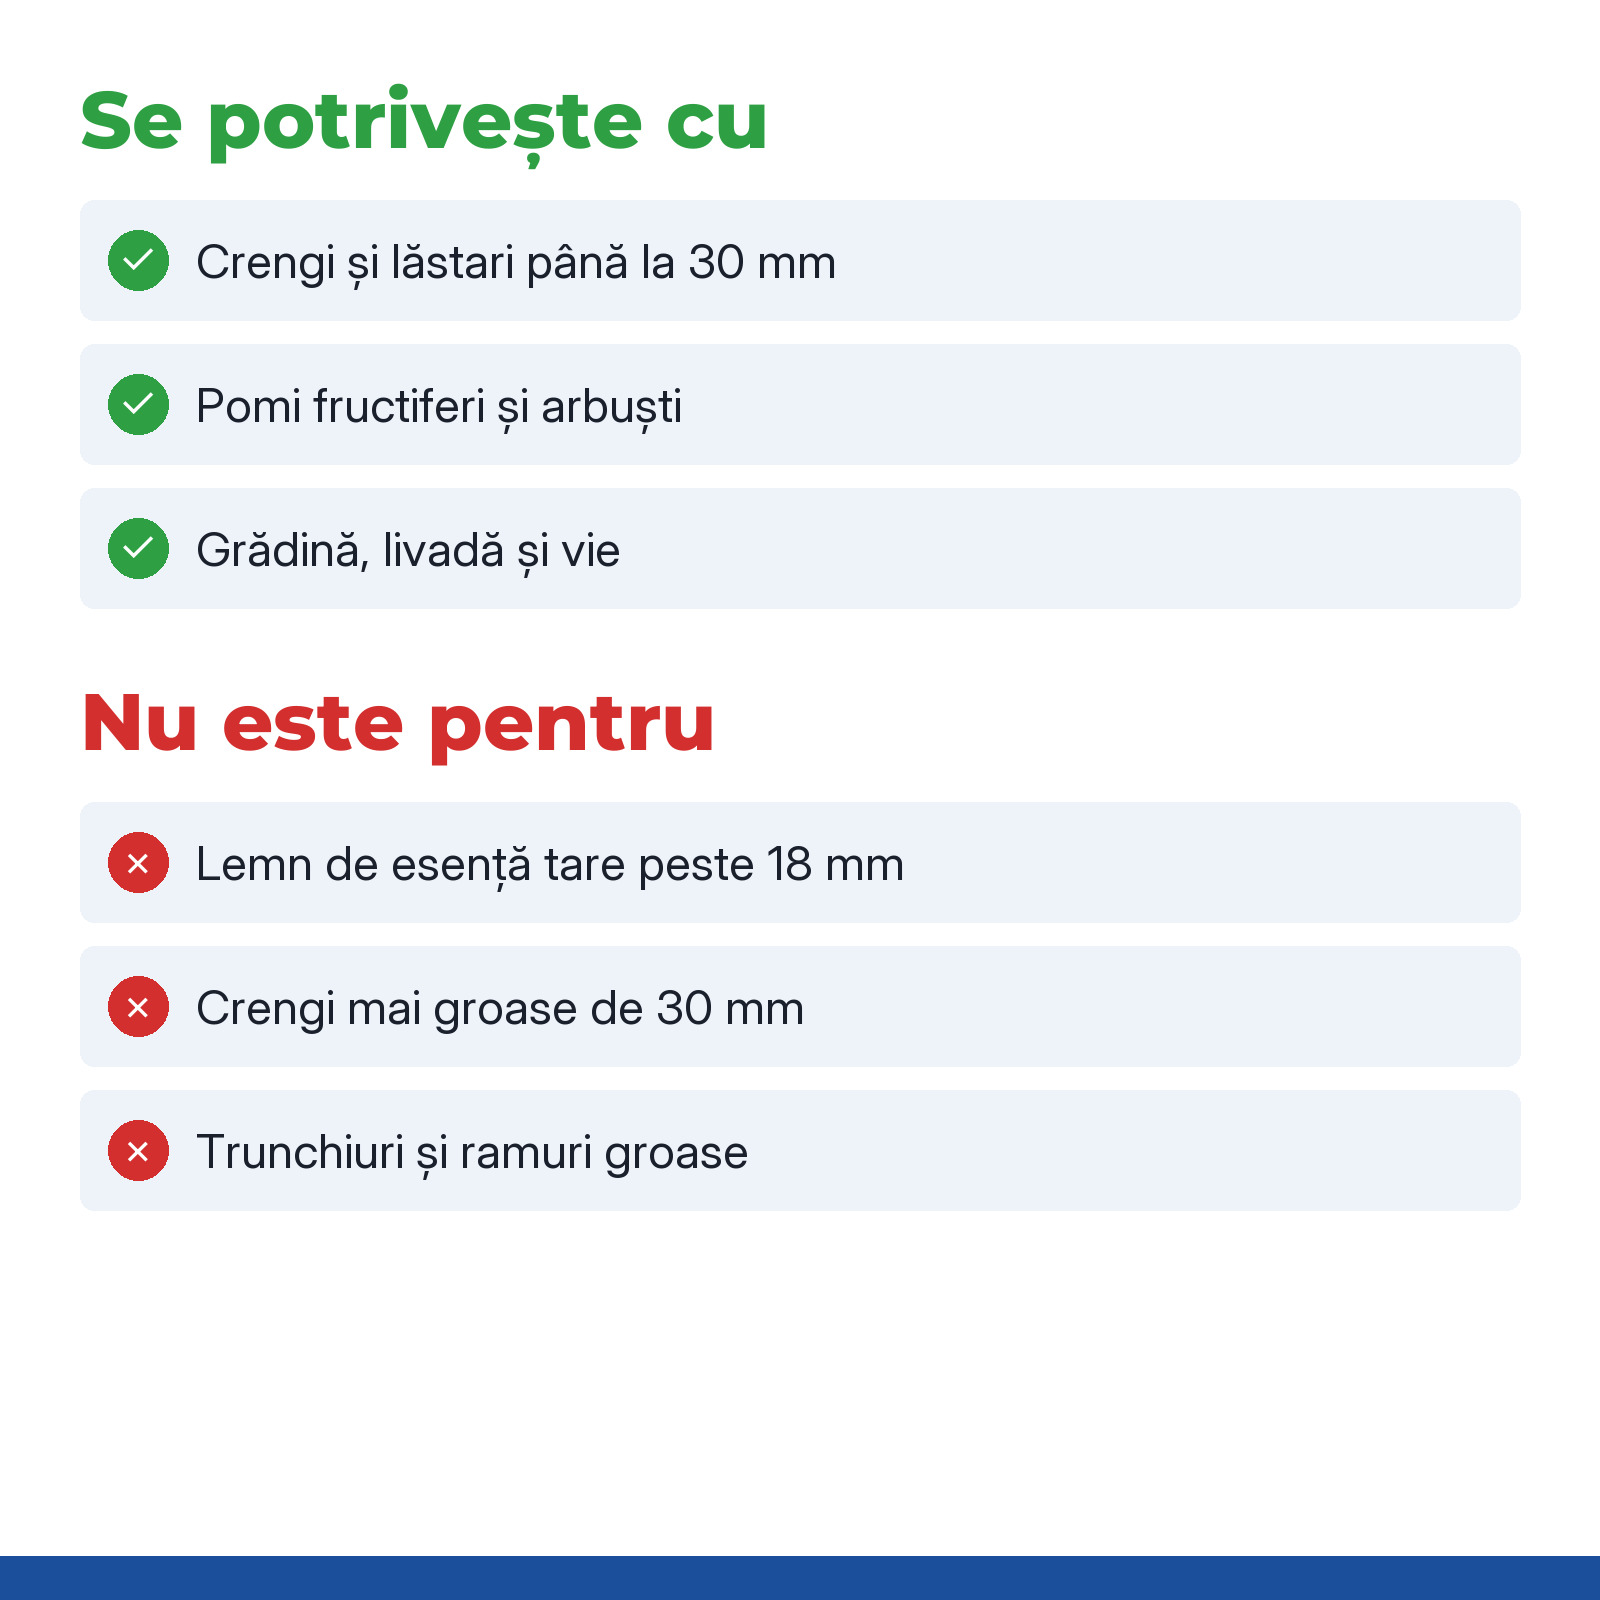 Se potrivește cu
Crengi și lăstari până la 30 mm
Pomi fructiferi și arbuști
Grădină, livadă și vie
Nu este pentru
Lemn de esență tare peste 18 mm
Crengi mai groase de 30 mm
Trunchiuri și ramuri groase